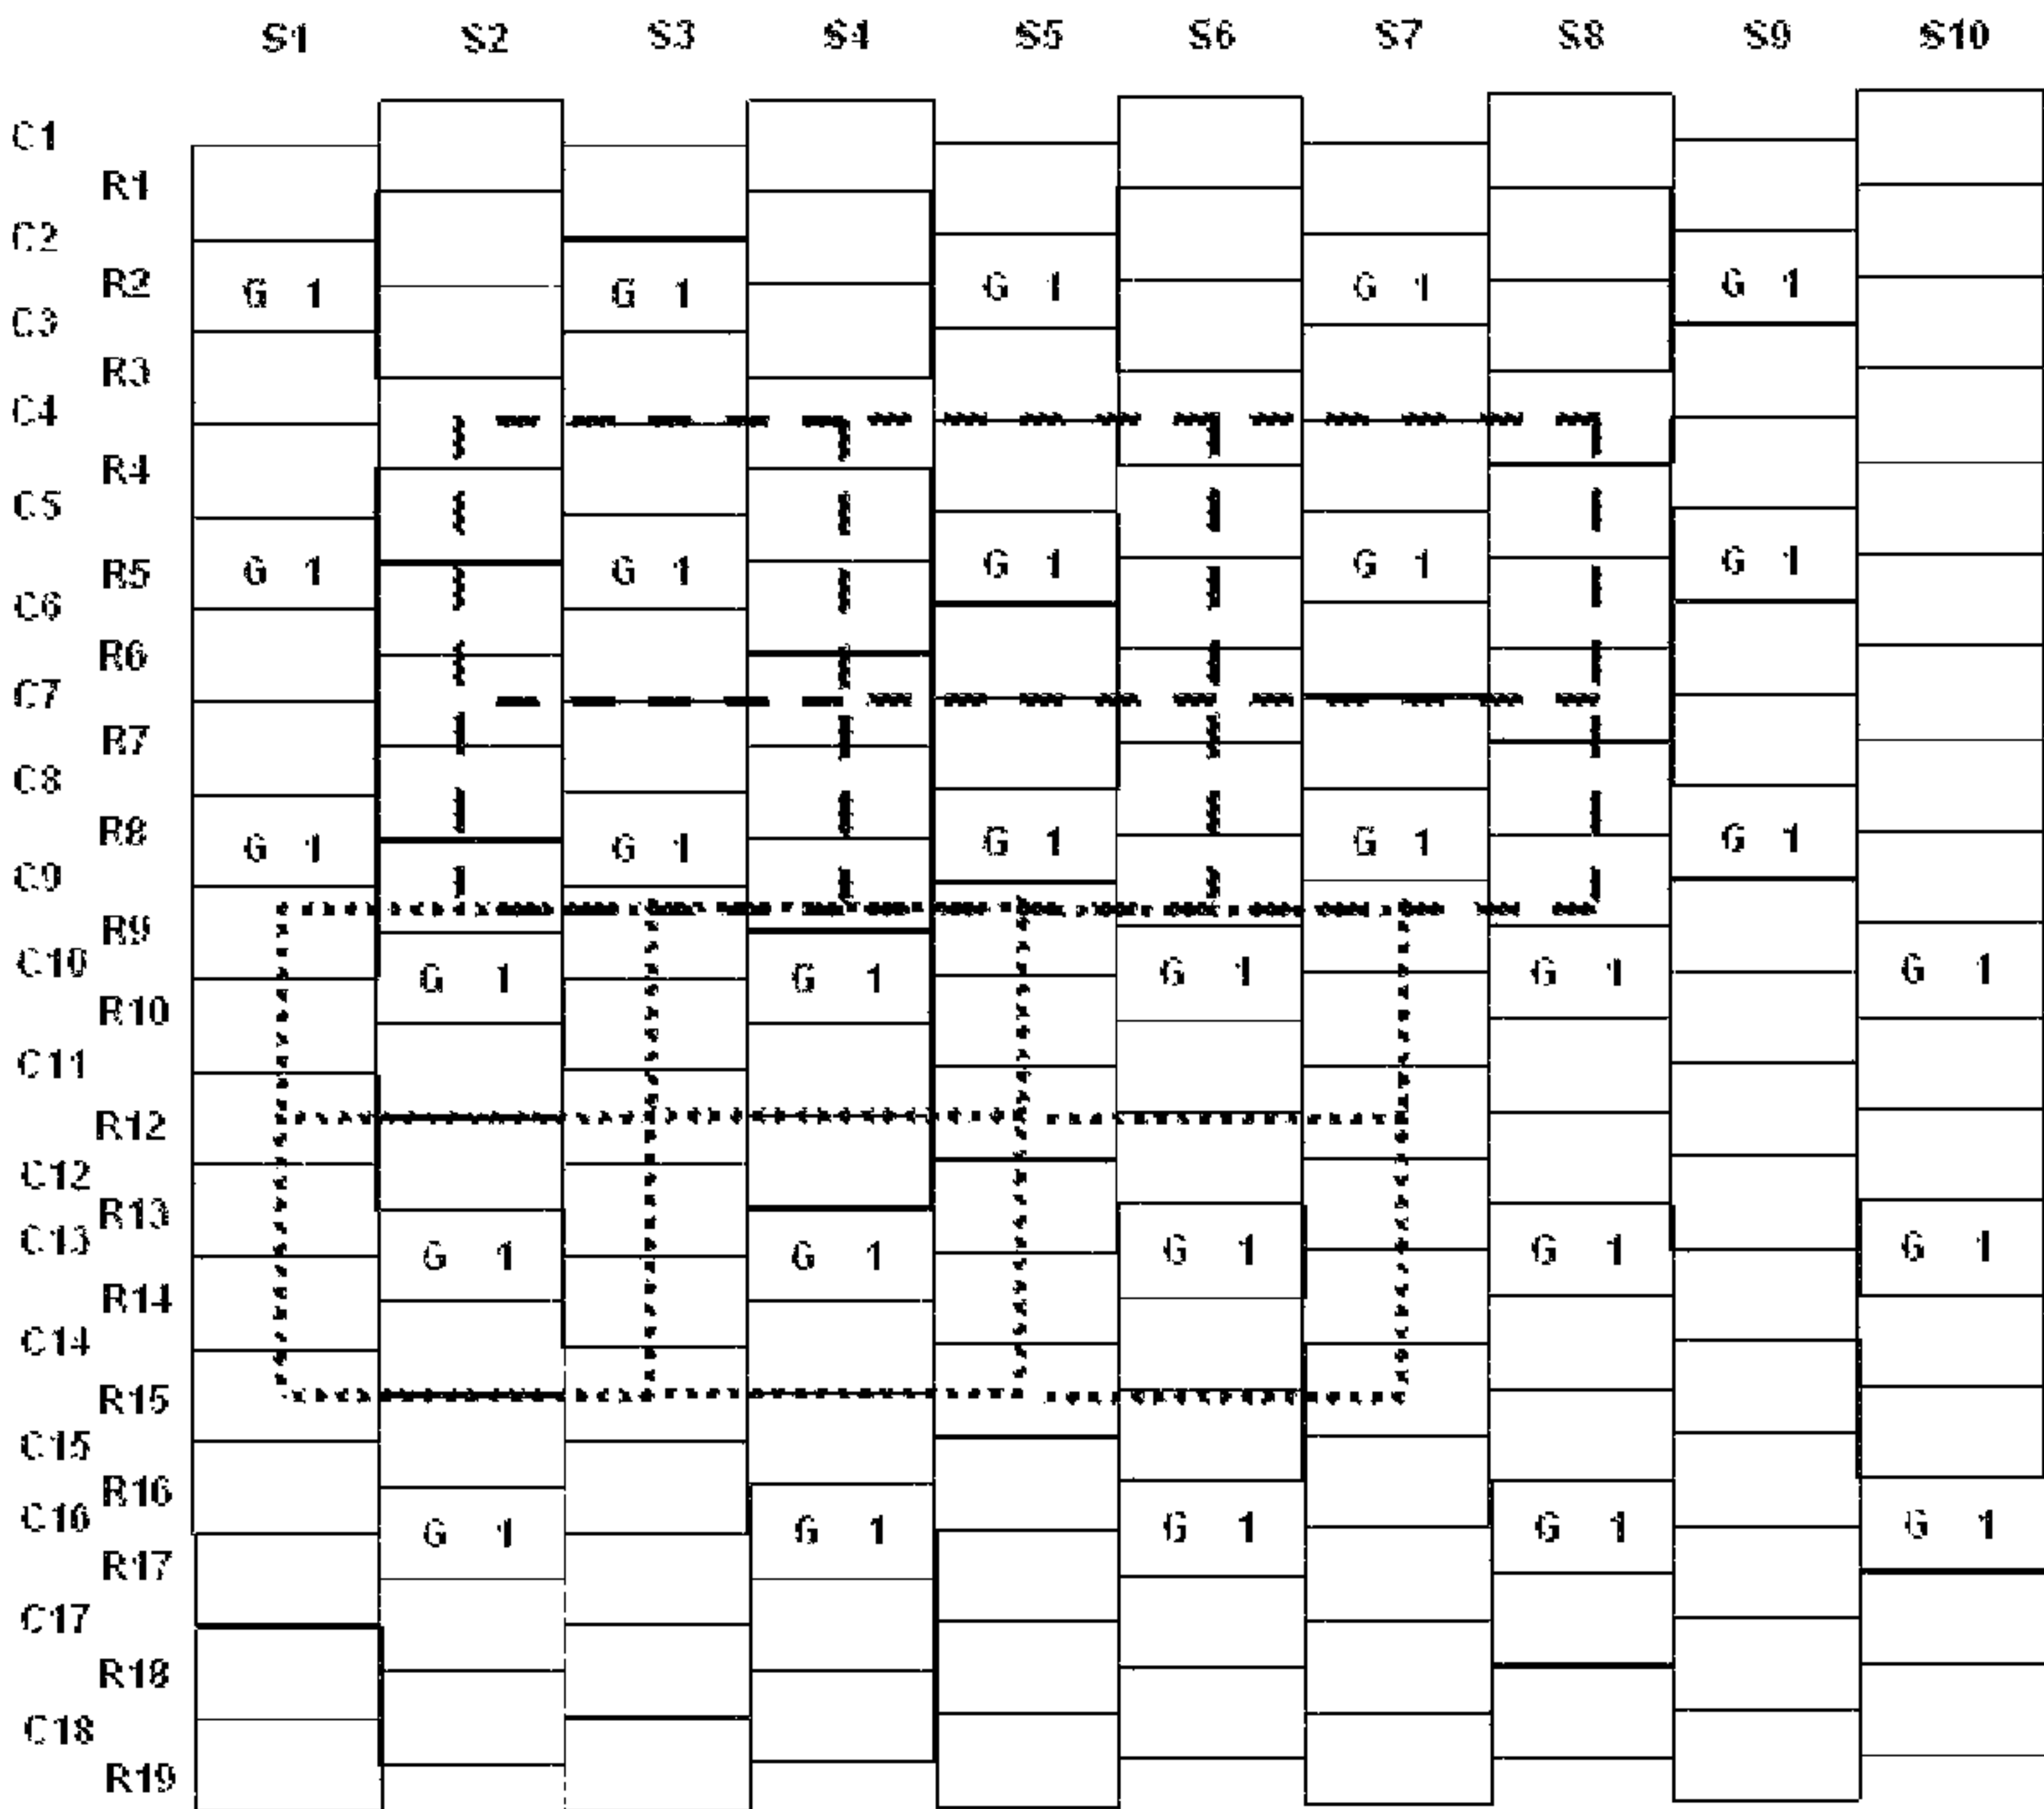 S1 S2 S3 S4 S5 S6 S7 S8 S9 S10
C1
R1
C2
R2 G 1 G 1 G 1 G 1 G 1
C3
R3
C4
R4
C5
R5 G 1 G 1 G 1 G 1 G 1
C6
R6
C7
R7
C8
R8 G 1 G 1 G 1 G 1 G 1
C9
R9
C10 G 1 G 1 G 1 G 1 G 1
R10
C11
R12
C12
R13
C13 G 1 G 1 G 1 G 1 G 1
R14
C14
R15
C15
R16
C16 G 1 G 1 G 1 G 1 G 1
R17
C17
R18
C18
R19